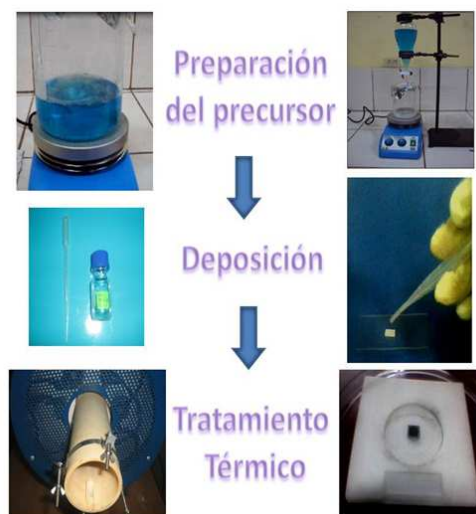 Preparación
del precursor
Deposición
Tratamiento
Térmico